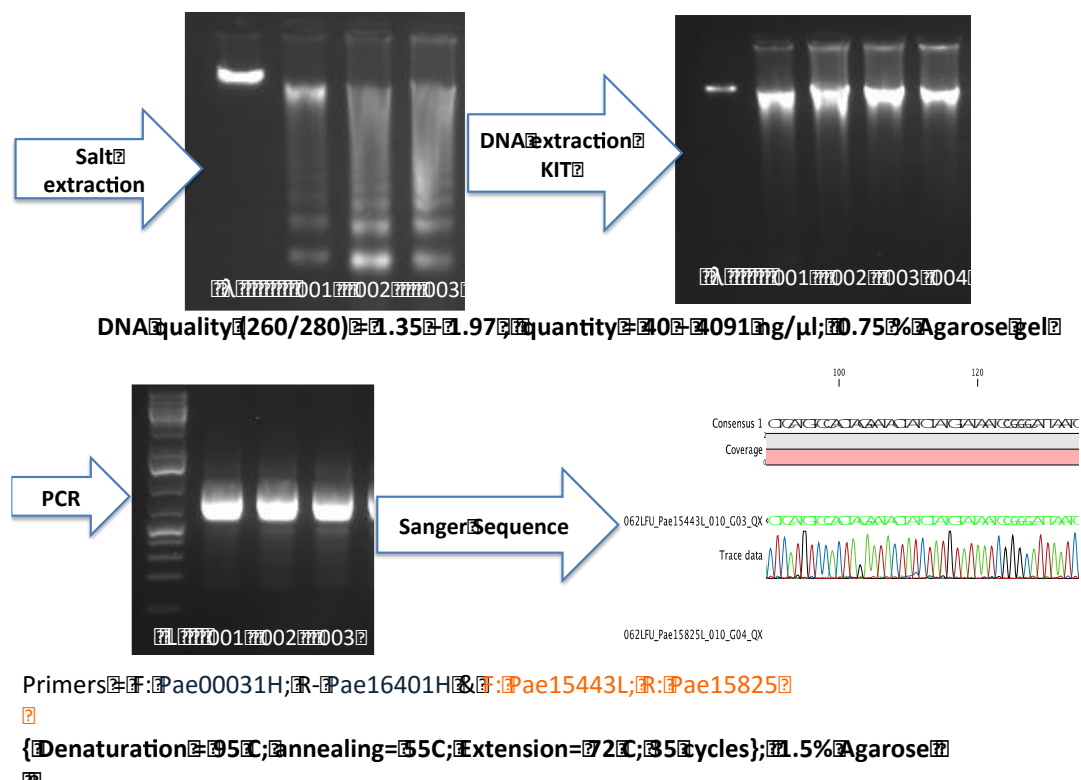 Salt
extraction
DNA extraction
KIT
λ 001 002 003
λ 001 002 003 004
DNA quality (260/280) = 1.35 – 1.97; quantity = 40 – 4091 ng/µl; 0.75 % Agarose gel
PCR
L 001 002 003
Sanger Sequence
100 120
Consensus 1
Coverage
2
0
062LFU_Pae15443L_010_G03_QX
Trace data
062LFU_Pae15825L_010_G04_QX
Primers = F: Pae00031H; R- Pae16401H & F: Pae15443L; R: Pae15825
{ Denaturation = 95 C; annealing= 55C; Extension= 72 C; 35 cycles}; 1.5% Agarose